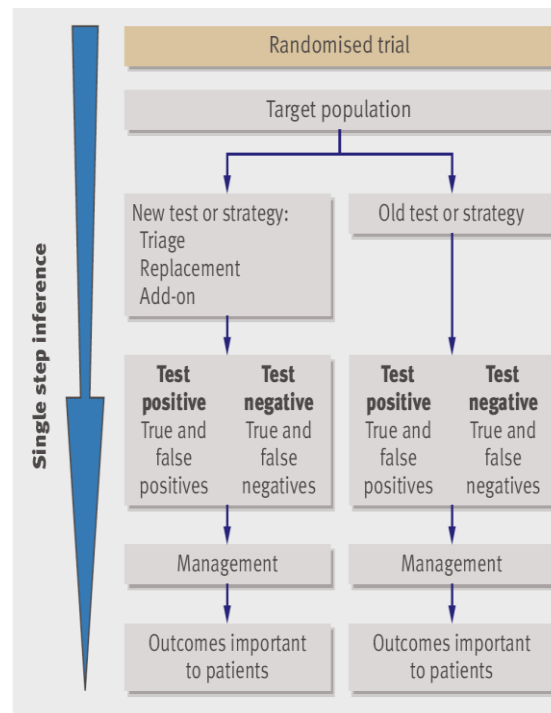 Single step inference
Randomised trial
Target population
New test or strategy:
Triage
Replacement
Add-on
Old test or strategy
Test
positive
True and
false
positives
Test
negative
True and
false
negatives
Test
positive
True and
false
positives
Test
negative
True and
false
negatives
Management
Management
Outcomes important
to patients
Outcomes important
to patients